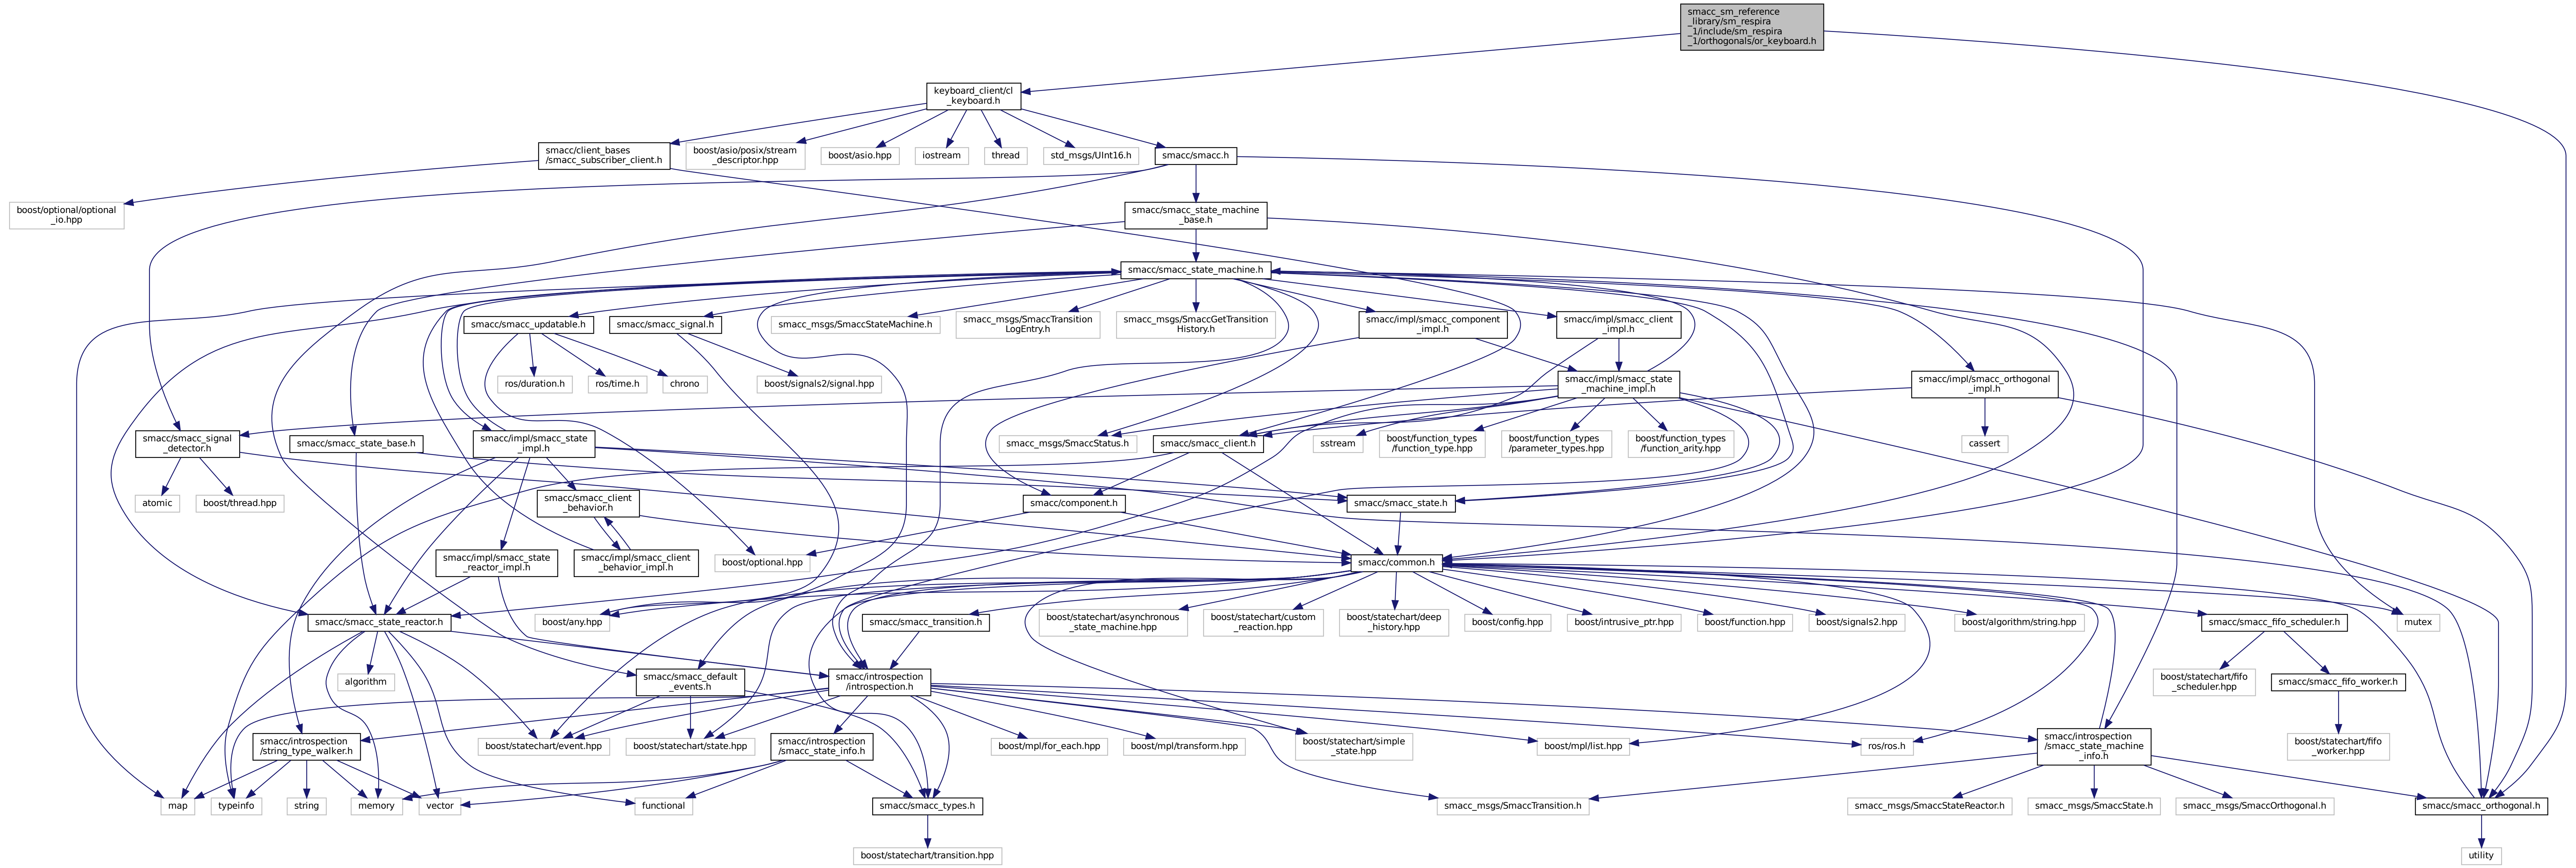 smacc_sm_reference
_library/sm_respira
_1/include/sm_respira
_1/orthogonals/or_keyboard.h
keyboard_client/cl
_keyboard.h
smacc/client_bases
/smacc_subscriber_client.h
boost/asio/posix/stream
_descriptor.hpp
boost/asio.hpp
iostream
thread
std_msgs/UInt16.h
smacc/smacc.h
boost/optional/optional
_io.hpp
smacc/smacc_state_machine
_base.h
smacc/smacc_state_machine.h
smacc/smacc_updatable.h
smacc/smacc_signal.h
smacc_msgs/SmaccStateMachine.h
smacc_msgs/SmaccTransition
LogEntry.h
smacc_msgs/SmaccGetTransition
History.h
smacc/impl/smacc_component
_impl.h
smacc/impl/smacc_client
_impl.h
ros/duration.h
ros/time.h
chrono
boost/signals2/signal.hpp
smacc/impl/smacc_state
_machine_impl.h
smacc/impl/smacc_orthogonal
_impl.h
smacc/smacc_signal
_detector.h
smacc/smacc_state_base.h
smacc/impl/smacc_state
_impl.h
smacc_msgs/SmaccStatus.h
smacc/smacc_client.h
sstream
boost/function_types
/function_type.hpp
boost/function_types
/parameter_types.hpp
boost/function_types
/function_arity.hpp
cassert
atomic
boost/thread.hpp
smacc/smacc_client
_behavior.h
smacc/component.h
smacc/smacc_state.h
smacc/impl/smacc_state
_reactor_impl.h
smacc/impl/smacc_client
_behavior_impl.h
boost/optional.hpp
smacc/common.h
smacc/smacc_state_reactor.h
boost/any.hpp
smacc/smacc_transition.h
boost/statechart/asynchronous
_state_machine.hpp
boost/statechart/custom
_reaction.hpp
boost/statechart/deep
_history.hpp
boost/config.hpp
boost/intrusive_ptr.hpp
boost/function.hpp
boost/signals2.hpp
boost/algorithm/string.hpp
smacc/smacc_fifo_scheduler.h
mutex
algorithm
smacc/smacc_default
_events.h
smacc/introspection
/introspection.h
boost/statechart/fifo
_scheduler.hpp
smacc/smacc_fifo_worker.h
smacc/introspection
/string_type_walker.h
boost/statechart/event.hpp
boost/statechart/state.hpp
smacc/introspection
/smacc_state_info.h
boost/mpl/for_each.hpp
boost/mpl/transform.hpp
boost/statechart/simple
_state.hpp
boost/mpl/list.hpp
ros/ros.h
smacc/introspection
/smacc_state_machine
_info.h
boost/statechart/fifo
_worker.hpp
map
typeinfo
string
memory
vector
functional
smacc/smacc_types.h
smacc_msgs/SmaccTransition.h
smacc_msgs/SmaccStateReactor.h
smacc_msgs/SmaccState.h
smacc_msgs/SmaccOrthogonal.h
smacc/smacc_orthogonal.h
boost/statechart/transition.hpp
utility